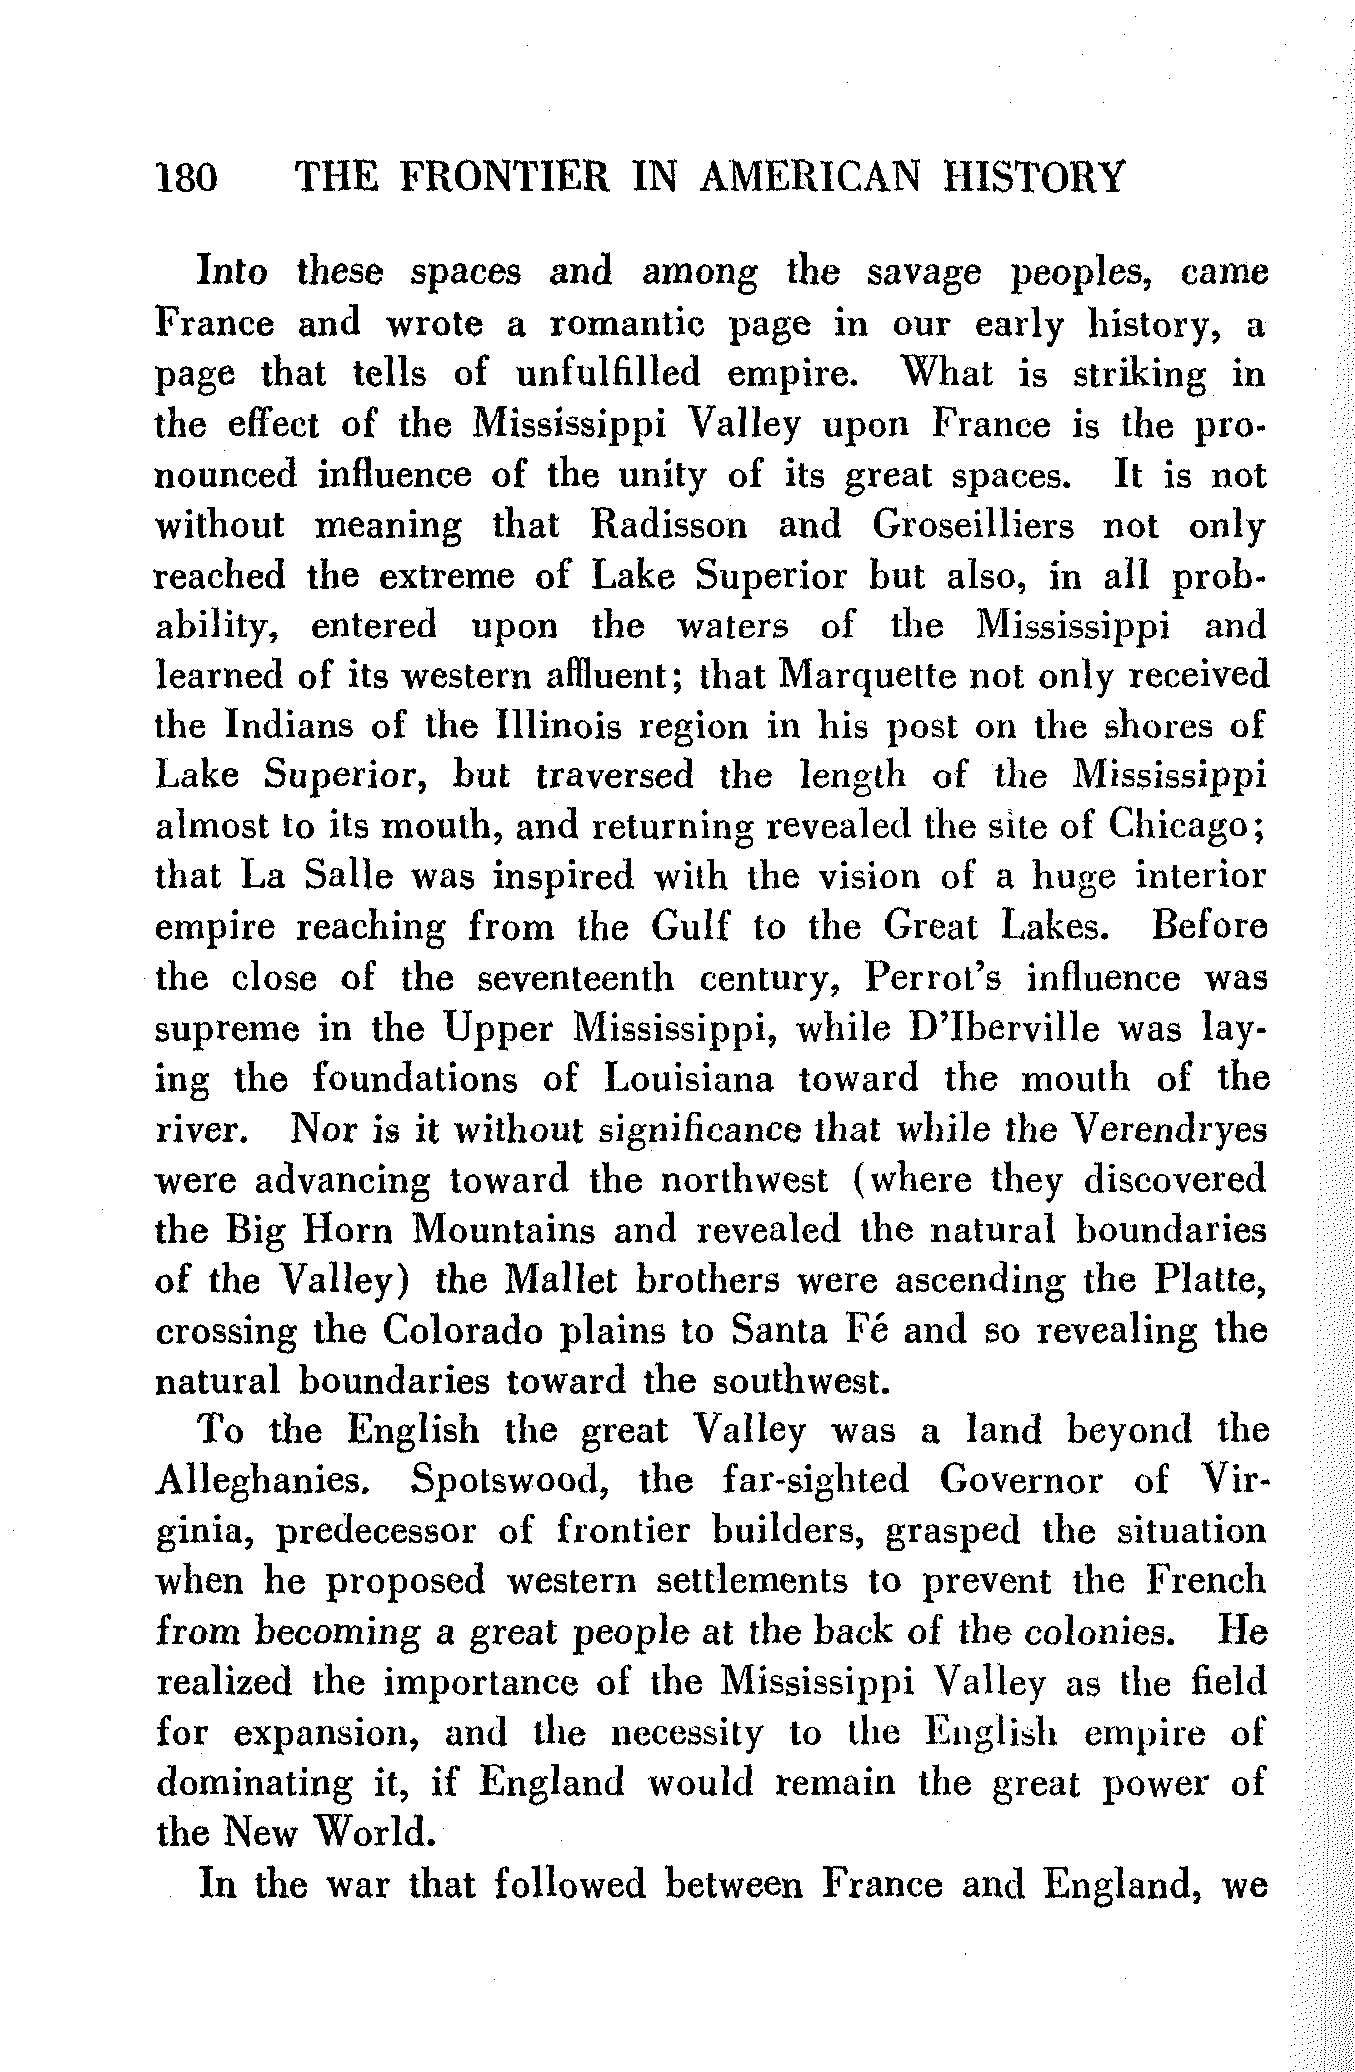 180 THE FRONTIER IN AMERICAN HISTORY
Into these spaces and among the savage peoples, came
France and wrote a romantic page in our early history, a
page that tells of unfulfilled empire. What is striking in
the effect of the Mississippi Valley upon France is the pro-
nounced influence of the unity of its great spaces. It is not
without meaning that Radisson and Groseilliers not only
reached the extreme of Lake Superior but also, in all prob-
ability, entered upon the waters of the Mississippi and
learned of its western affluent; that Marquette not only received
the Indians of the Illinois region in his post on the shores of
Lake Superior, but traversed the length of the Mississippi
almost to its mouth, and returning revealed the site of Chicago;
that La Salle was inspired with the vision of a huge interior
empire reaching from the Gulf to the Great Lakes. Before
the close of the seventeenth century, Perrot's influence was
supreme in the Upper Mississippi, while D'Iberville was lay-
ing the foundations of Louisiana toward the mouth of the
river. Nor is it without significance that while the Verendryes
were advancing toward the northwest (where they discovered
the Big Horn Mountains and revealed the natural boundaries
of the Valley) the Mallet brothers were ascending the Platte,
crossing the Colorado plains to Santa Fé and so revealing the
natural boundaries toward the southwest.
To the English the great Valley was a land beyond the
Alleghanies. Spotswood, the far-sighted Governor of Vir-
ginia, predecessor of frontier builders, grasped the situation
when he proposed western settlements to prevent the French
from becoming a great people at the back of the colonies. He
realized the importance of the Mississippi Valley as the field
for expansion, and the necessity to the English empire of
dominating it, if England would remain the great power of
the New World.
In the war that followed between France and England, we